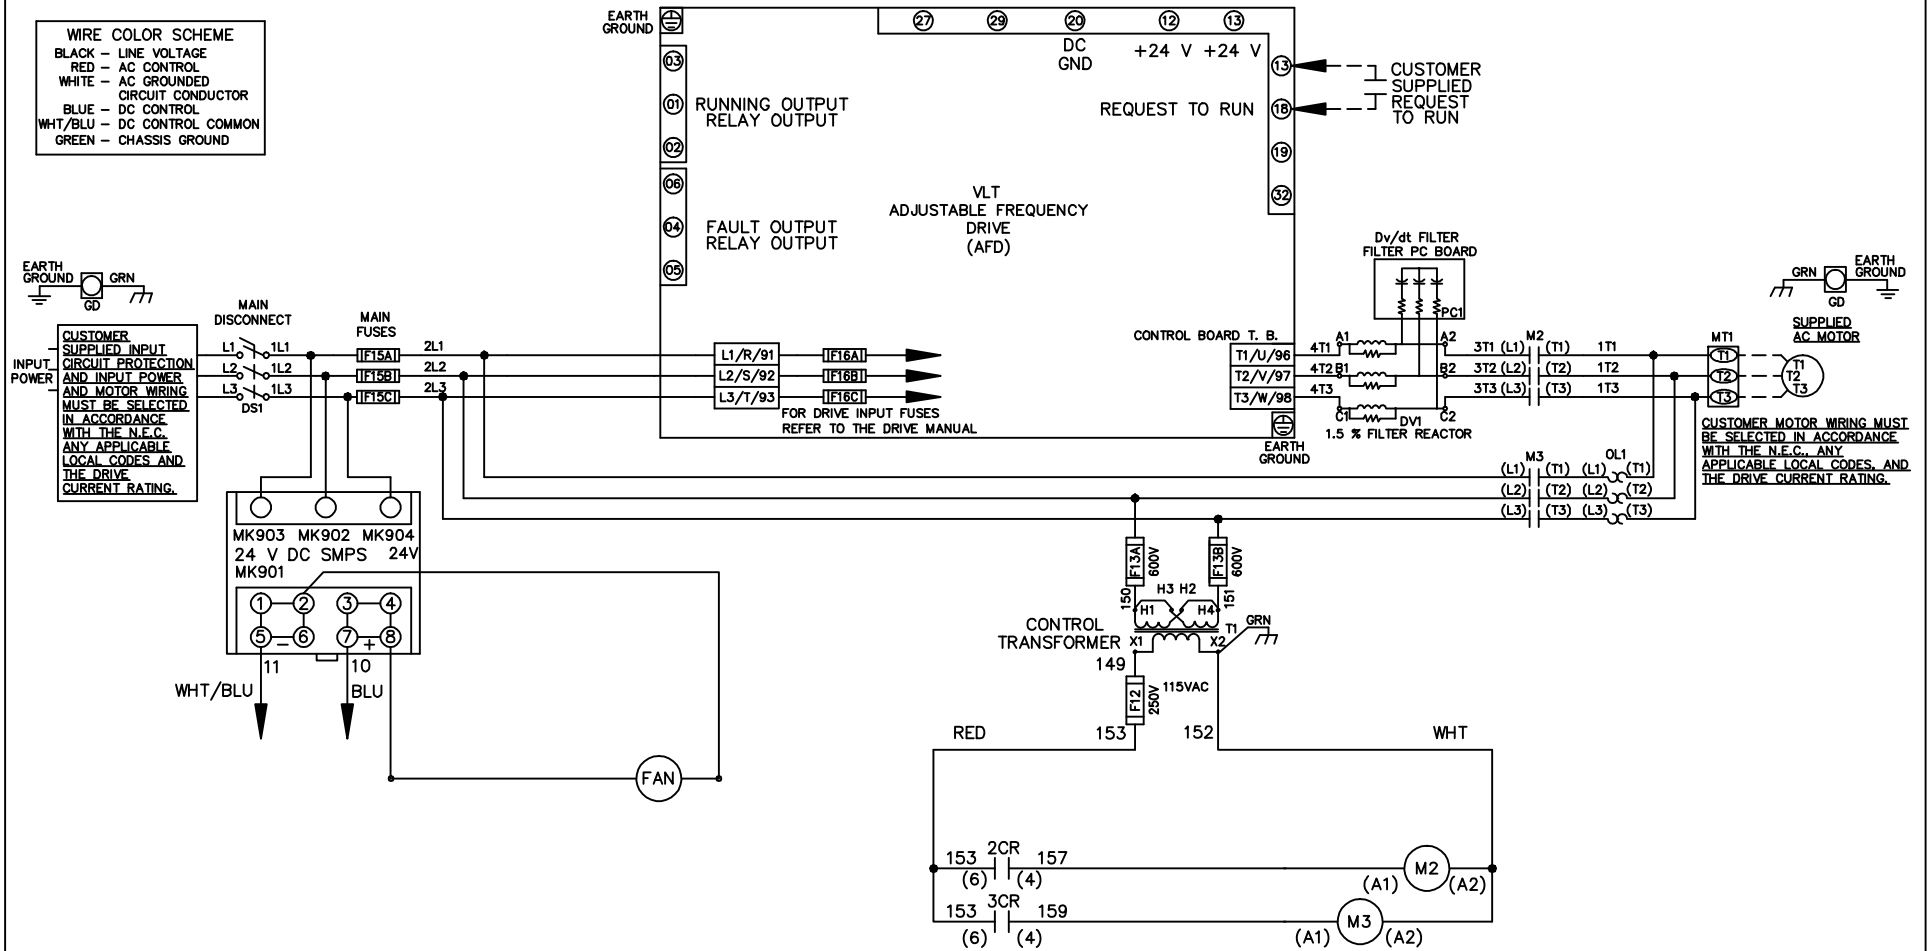 WIRE COLOR SCHEME
BLACK – LINE VOLTAGE
RED – AC CONTROL
WHITE – AC GROUNDED
CIRCUIT CONDUCTOR
BLUE – DC CONTROL
WHT/BLU – DC CONTROL COMMON
GREEN – CHASSIS GROUND
EARTH
GROUND
27 29 20 12 13
DC
GND
+24 V +24 V
03
01
02
RUNNING OUTPUT
RELAY OUTPUT
06
04
05
FAULT OUTPUT
RELAY OUTPUT
VLT
ADJUSTABLE FREQUENCY
DRIVE
(AFD)
REQUEST TO RUN
13
18
19
32
CUSTOMER
SUPPLIED
REQUEST
TO RUN
EARTH
GROUND
GRN
GD
INPUT
POWER
CUSTOMER
SUPPLIED INPUT
CIRCUIT PROTECTION
AND INPUT POWER
AND MOTOR WIRING
MUST BE SELECTED
IN ACCORDANCE
WITH THE N.E.C.
ANY APPLICABLE
LOCAL CODES AND
THE DRIVE
CURRENT RATING.
MAIN
DISCONNECT
L1 1L1
L2 1L2
L3 1L3
DS1
MAIN
FUSES
F15A 2L1
F15B 2L2
F15C 2L3
L1/R/91 F16A
L2/S/92 F16B
L3/T/93 F16C
FOR DRIVE INPUT FUSES
REFER TO THE DRIVE MANUAL
CONTROL BOARD T. B.
T1/U/96 4T1
T2/V/97 4T2
T3/W/98 4T3
EARTH
GROUND
Dv/dt FILTER
FILTER PC BOARD
PC1
A1 A2
B1 B2
C1 C2
DV1
1.5 % FILTER REACTOR
M2
3T1 (L1) (T1) 1T1
3T2 (L2) (T2) 1T2
3T3 (L3) (T3) 1T3
MT1
T1
T2
T3
GRN
GD
EARTH
GROUND
SUPPLIED
AC MOTOR
T1
T2
T3
CUSTOMER MOTOR WIRING MUST
BE SELECTED IN ACCORDANCE
WITH THE N.E.C., ANY
APPLICABLE LOCAL CODES, AND
THE DRIVE CURRENT RATING.
M3 OL1
(L1) (T1) (L1) (T1)
(L2) (T2) (L2) (T2)
(L3) (T3) (L3) (T3)
MK903 MK902 MK904
24 V DC SMPS 24V
MK901
1 2 3 4
5 – 6 7 + 8
11 10
WHT/BLU BLU
FAN
F13A 600V
F13B 600V
150 151
H3 H2
H1 H4
CONTROL
TRANSFORMER
X1 X2
T1
GRN
149
F12 250V
115VAC
153 152
RED WHT
2CR
153 157
(6) (4)
M2
(A1) (A2)
3CR
153 159
(6) (4)
M3
(A1) (A2)